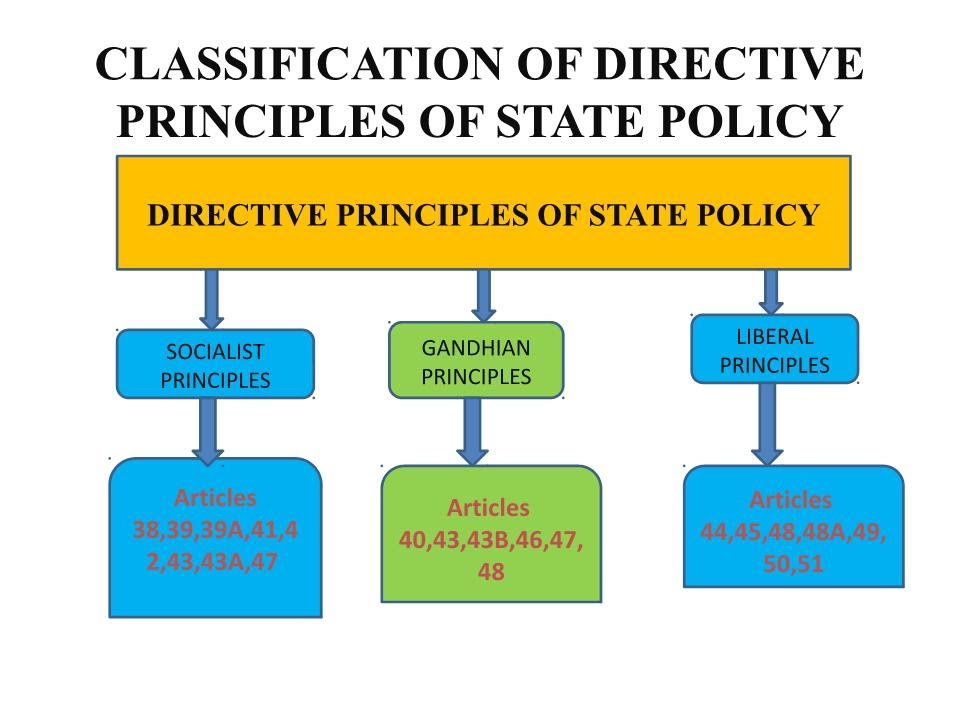 CLASSIFICATION OF DIRECTIVE
PRINCIPLES OF STATE POLICY
DIRECTIVE PRINCIPLES OF STATE POLICY
SOCIALIST
PRINCIPLES
GANDHIAN
PRINCIPLES
LIBERAL
PRINCIPLES
Articles
38,39,39A,41,4
2,43,43A,47
Articles
40,43,43B,46,47,
48
Articles
44,45,48,48A,49,
50,51